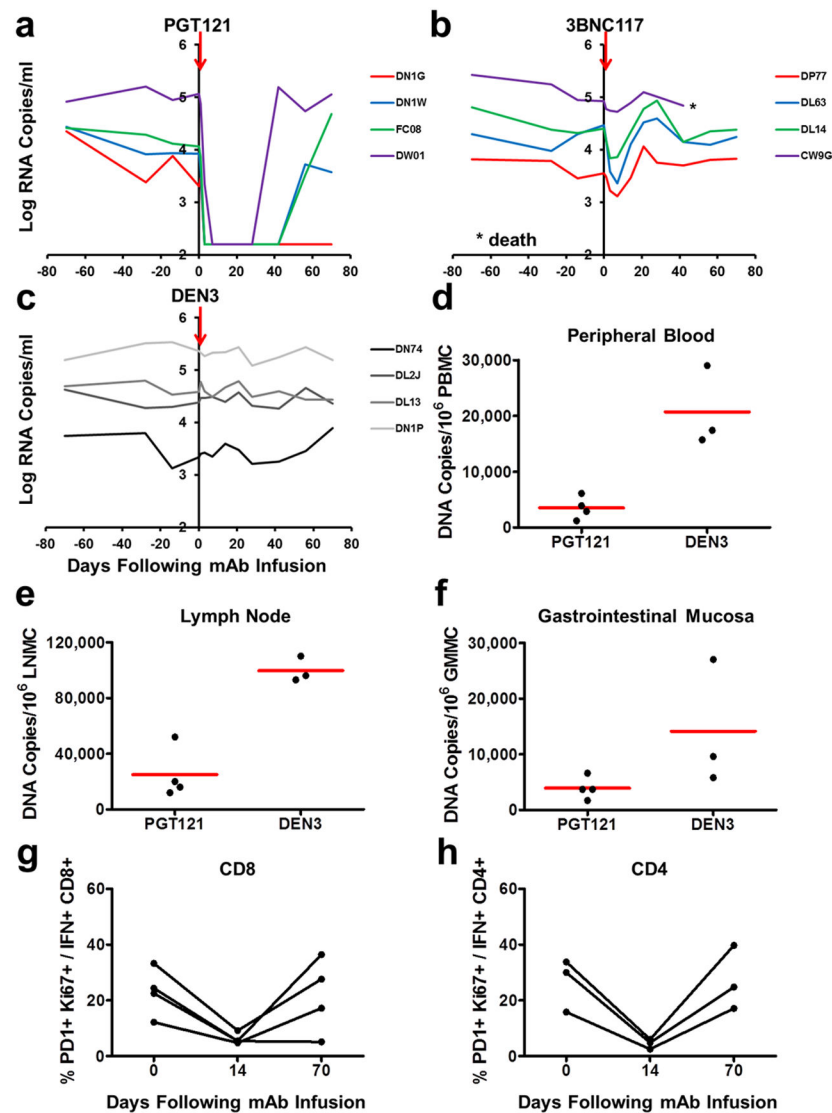 a
PGT121
Log RNA Copies/ml
6
5
4
3
2
-80 -60 -40 -20 0 20 40 60 80
DN1G
DN1W
FC08
DW01
b
3BNC117
6
5
4
3
2
*
* death
-80 -60 -40 -20 0 20 40 60 80
DP77
DL63
DL14
CW9G
c
DEN3
Log RNA Copies/ml
6
5
4
3
2
-80 -60 -40 -20 0 20 40 60 80
Days Following mAb Infusion
DN74
DL2J
DL13
DN1P
d
Peripheral Blood
DNA Copies/10⁶ PBMC
30,000
20,000
10,000
0
PGT121 DEN3
e
Lymph Node
DNA Copies/10⁶ LNMC
120,000
80,000
40,000
0
PGT121 DEN3
f
Gastrointestinal Mucosa
DNA Copies/10⁶ GMMC
30,000
20,000
10,000
0
PGT121 DEN3
g
CD8
% PD1+ Ki67+ / IFN+ CD8+
60
40
20
0
0 14 70
Days Following mAb Infusion
h
CD4
% PD1+ Ki67+ / IFN+ CD4+
60
40
20
0
0 14 70
Days Following mAb Infusion